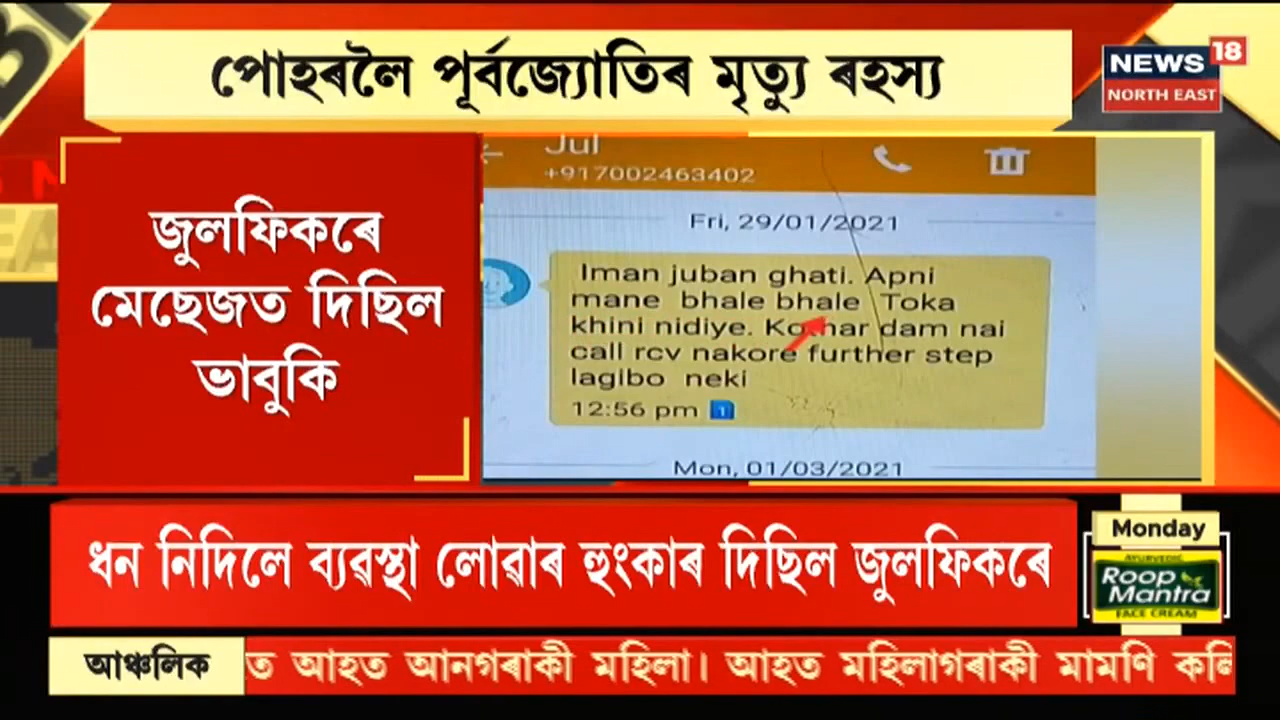 পোহৰলৈ পূৰ্বজ্যোতিৰ মৃত্যু ৰহস্য
NEWS 18
NORTH EAST
জুলফিকৰে
মেছেজত দিছিল
ভাবুকি
Jul
+917002463402
Fri, 29/01/2021
Iman juban ghati. Apni
mane bhale bhale Toka
khini nidiye. dam nai
call rcv nakore further step
lagibo neki
12:56 pm 1
Mon, 01/03/2021
ধন নিদিলে ব্যৱস্থা লোৱাৰ হুংকাৰ দিছিল জুলফিকৰে
Monday
AYURVEDIC
Roop
Mantra
FACE CREAM
আঞ্চলিক
ত আহত আনগৰাকী মহিলা। আহত মহিলাগৰাকী মামণি